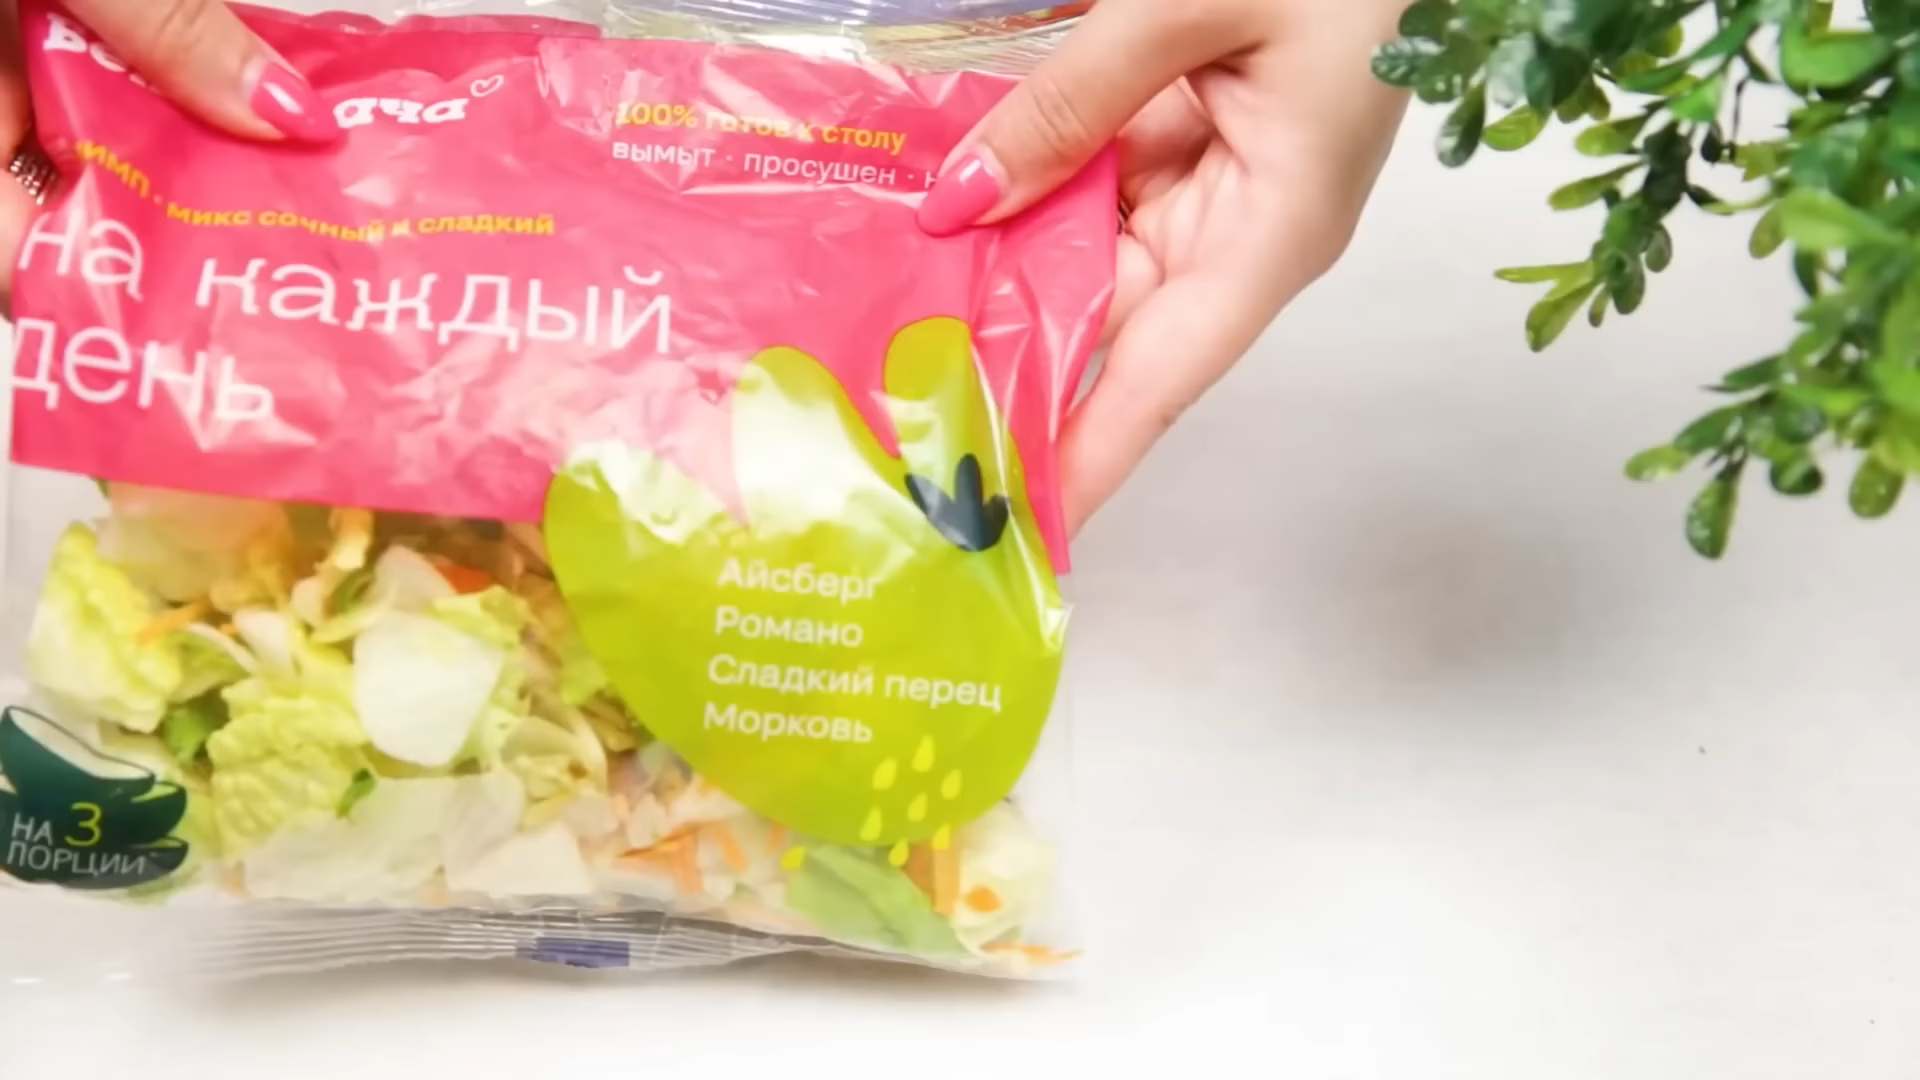 ача
100% готов к столу
вымыт · просушен ·
микс сочный и сладкий
на каждый
день
Айсберг
Романо
Сладкий перец
Морковь
НА 3
ПОРЦИИ